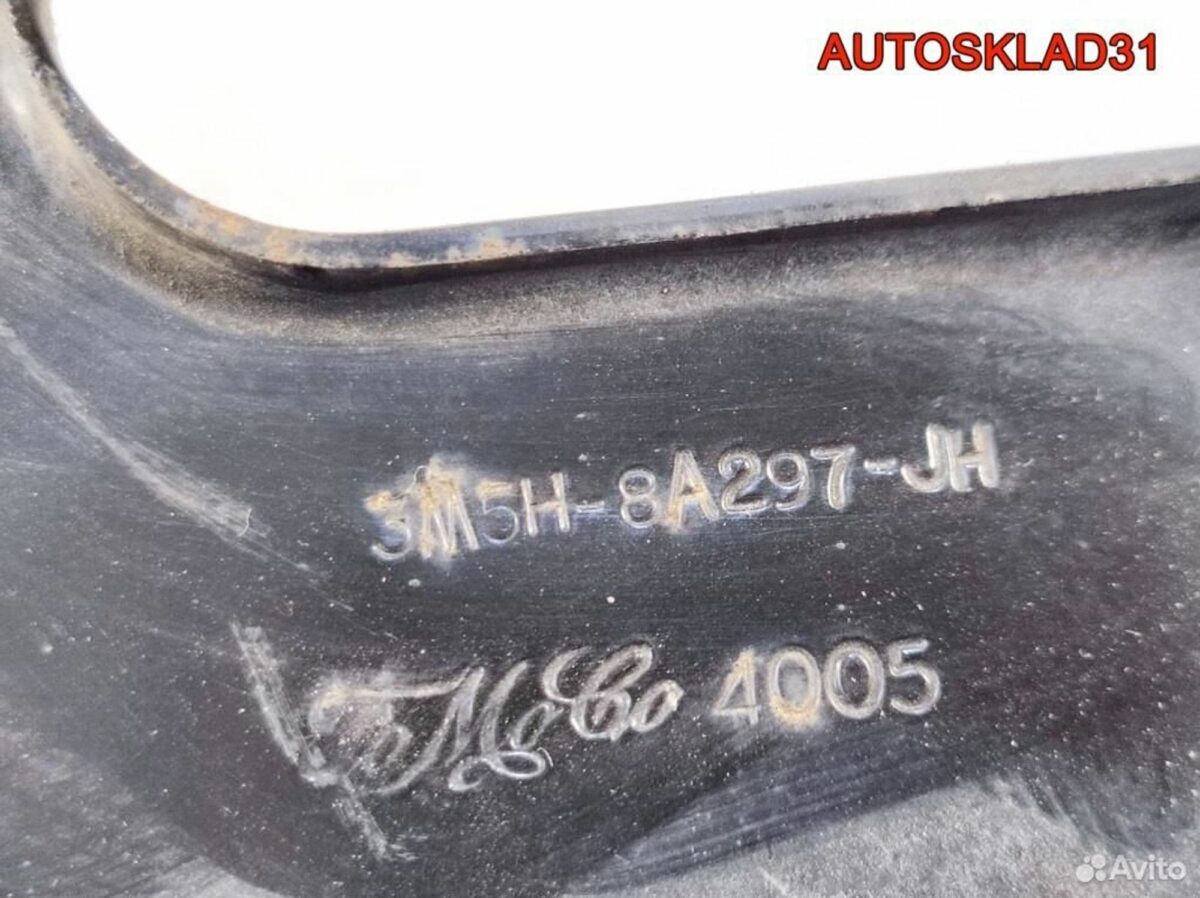 AUTOSKLAD31
3M5H-8A297-JH
FoMoCo 4005
Avito